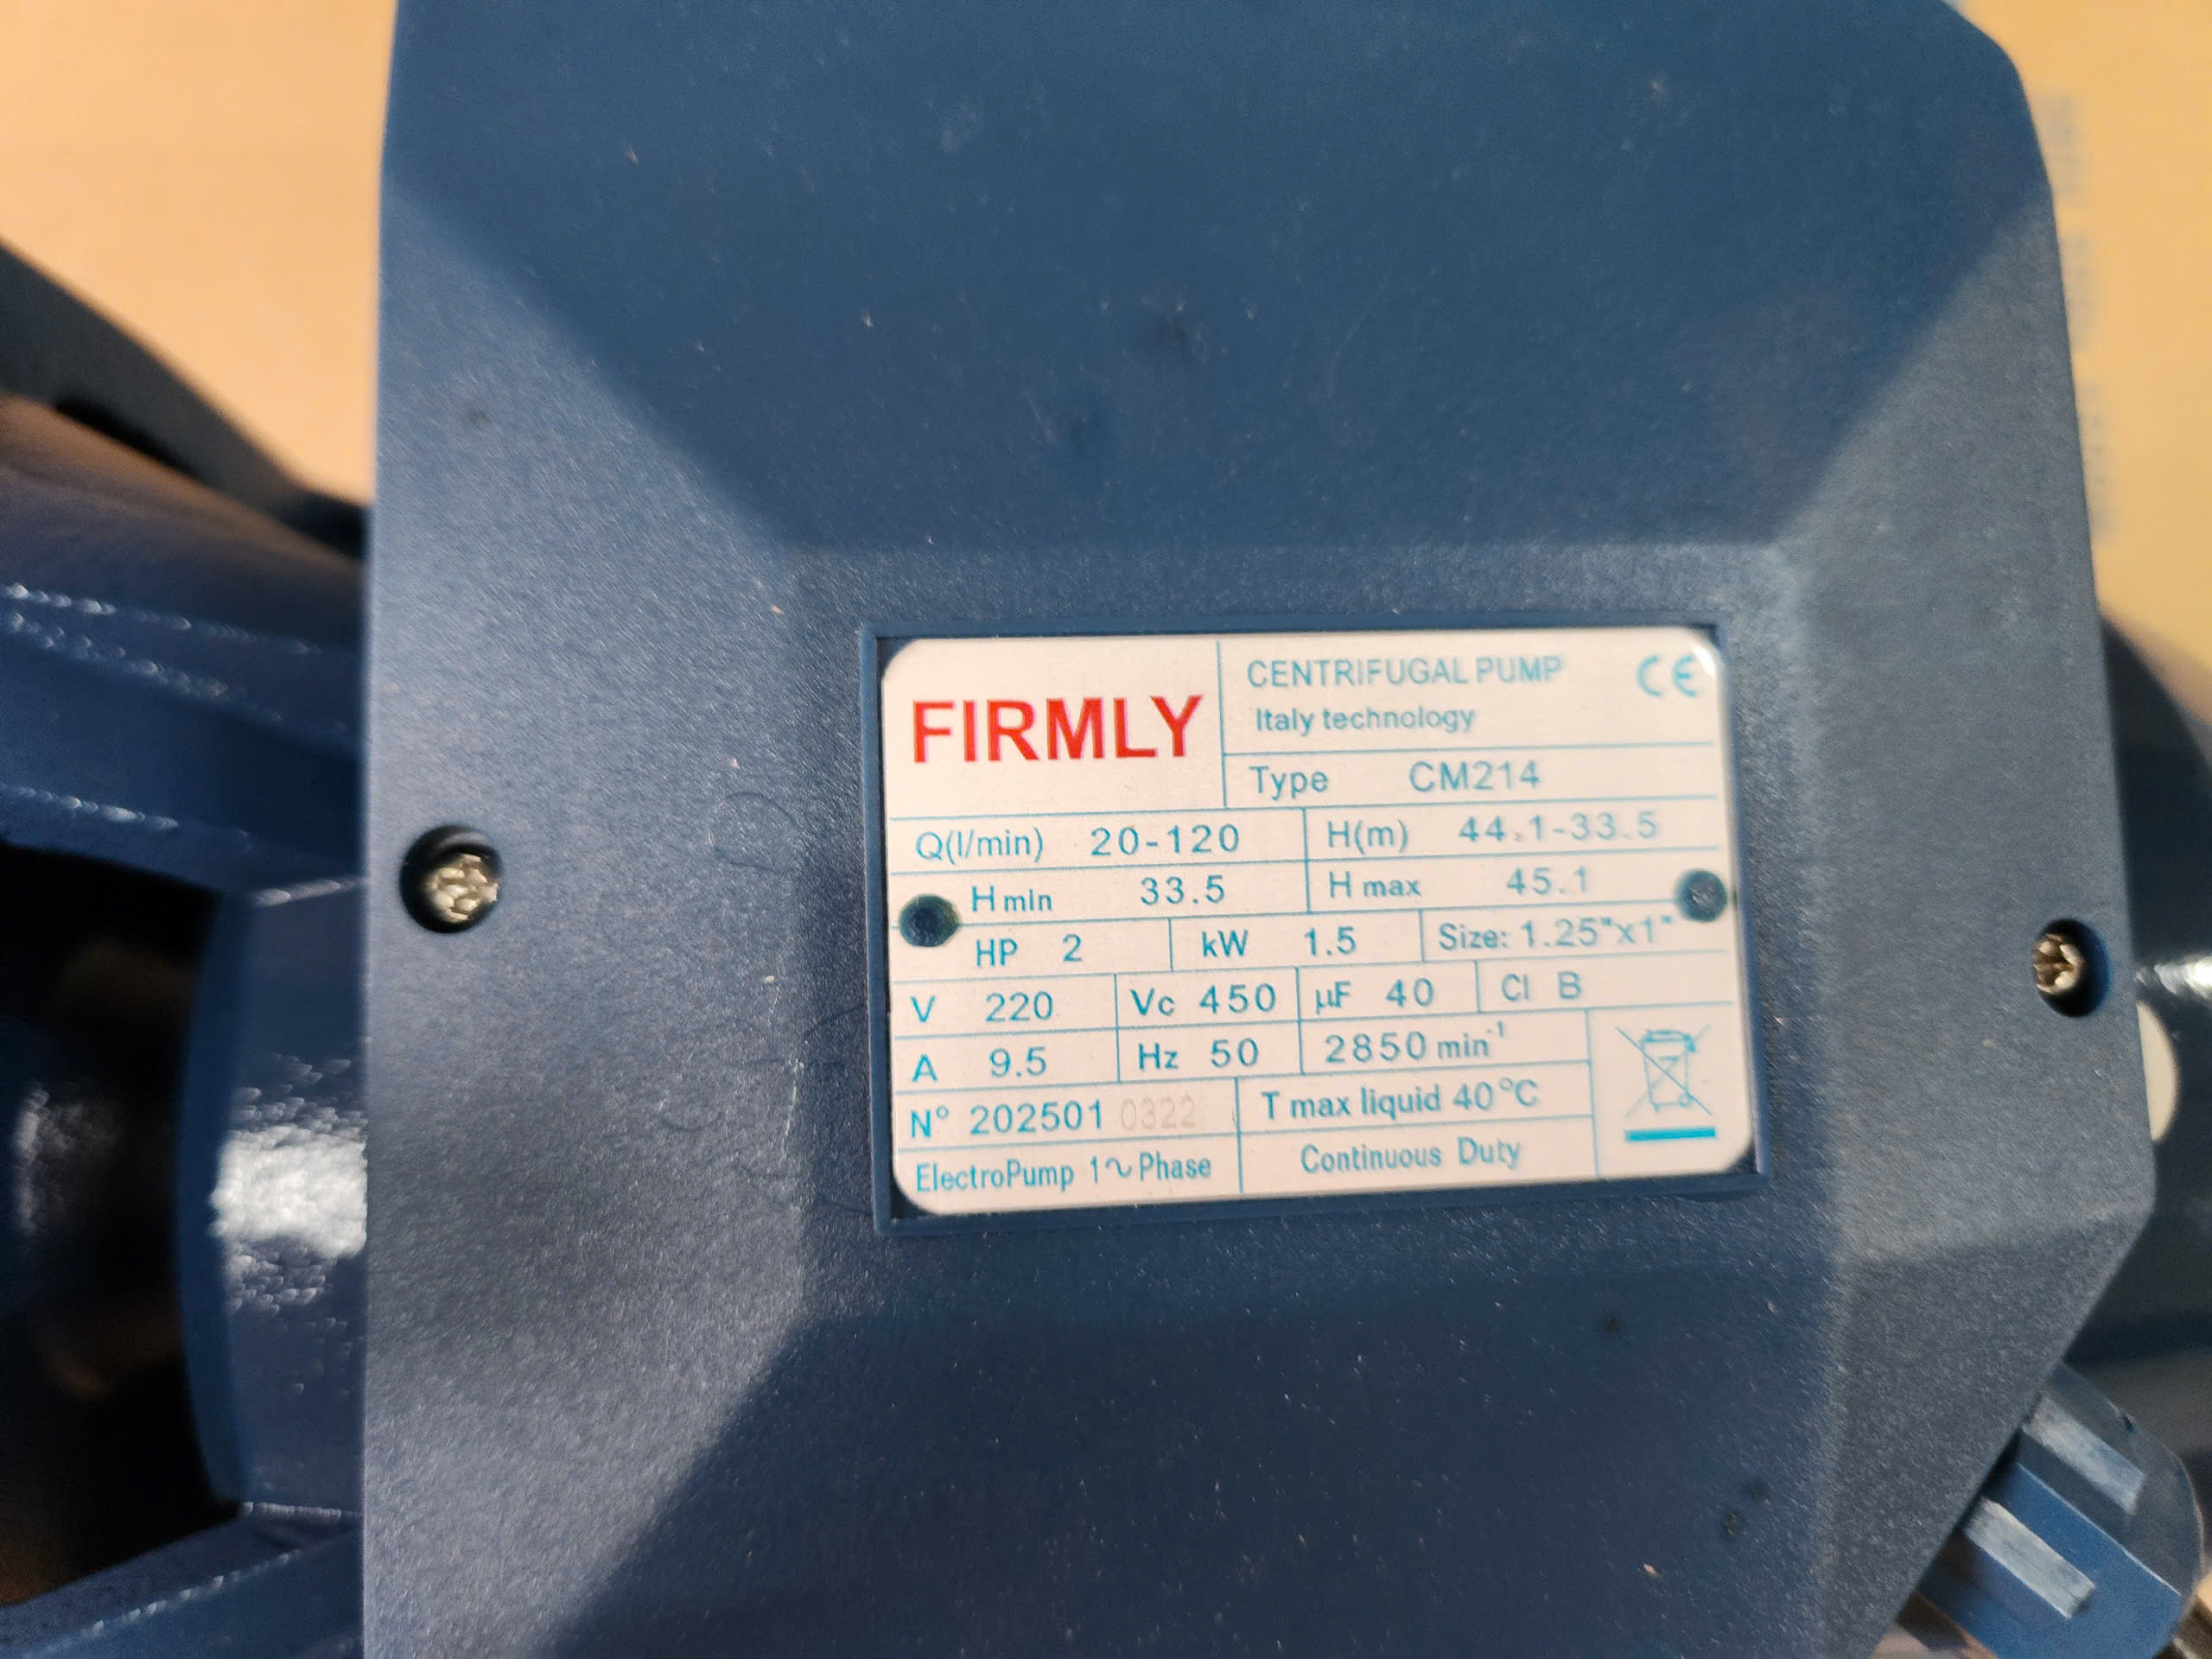 FIRMLY
CENTRIFUGAL PUMP CE
Italy technology
Type CM214
Q(l/min) 20-120 H(m) 44.1-33.5
H min 33.5 H max 45.1
HP 2 kW 1.5 Size: 1.25"x1"
V 220 Vc 450 µF 40 Cl B
A 9.5 Hz 50 2850 min⁻¹
N° 202501 0322 T max liquid 40°C
ElectroPump 1~Phase Continuous Duty